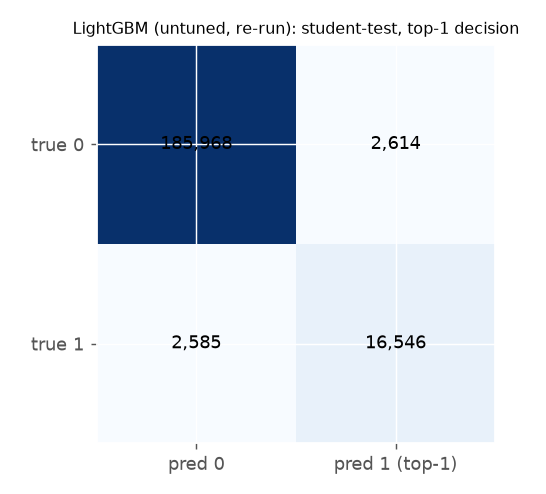 LightGBM (untuned, re-run): student-test, top-1 decision
true 0
185,968
2,614
true 1
2,585
16,546
pred 0
pred 1 (top-1)